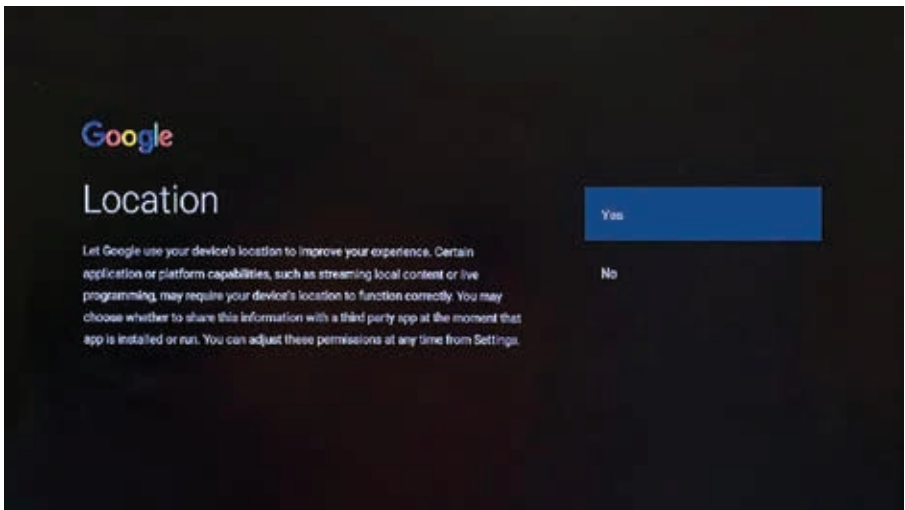 Google
Location
Let Google use your device's location to improve your experience. Certain
application or platform capabilities, such as streaming local content or live
programming, may require your device's location to function correctly. You may
choose whether to share this information with a third party app at the moment that
app is installed or run. You can adjust these permissions at any time from Settings.
Yes
No